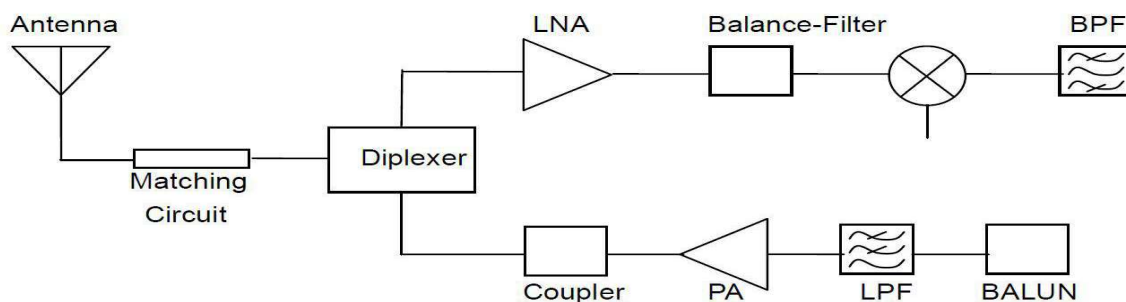 Antenna
LNA
Balance-Filter
BPF
Diplexer
Matching
Circuit
Coupler
PA
LPF
BALUN